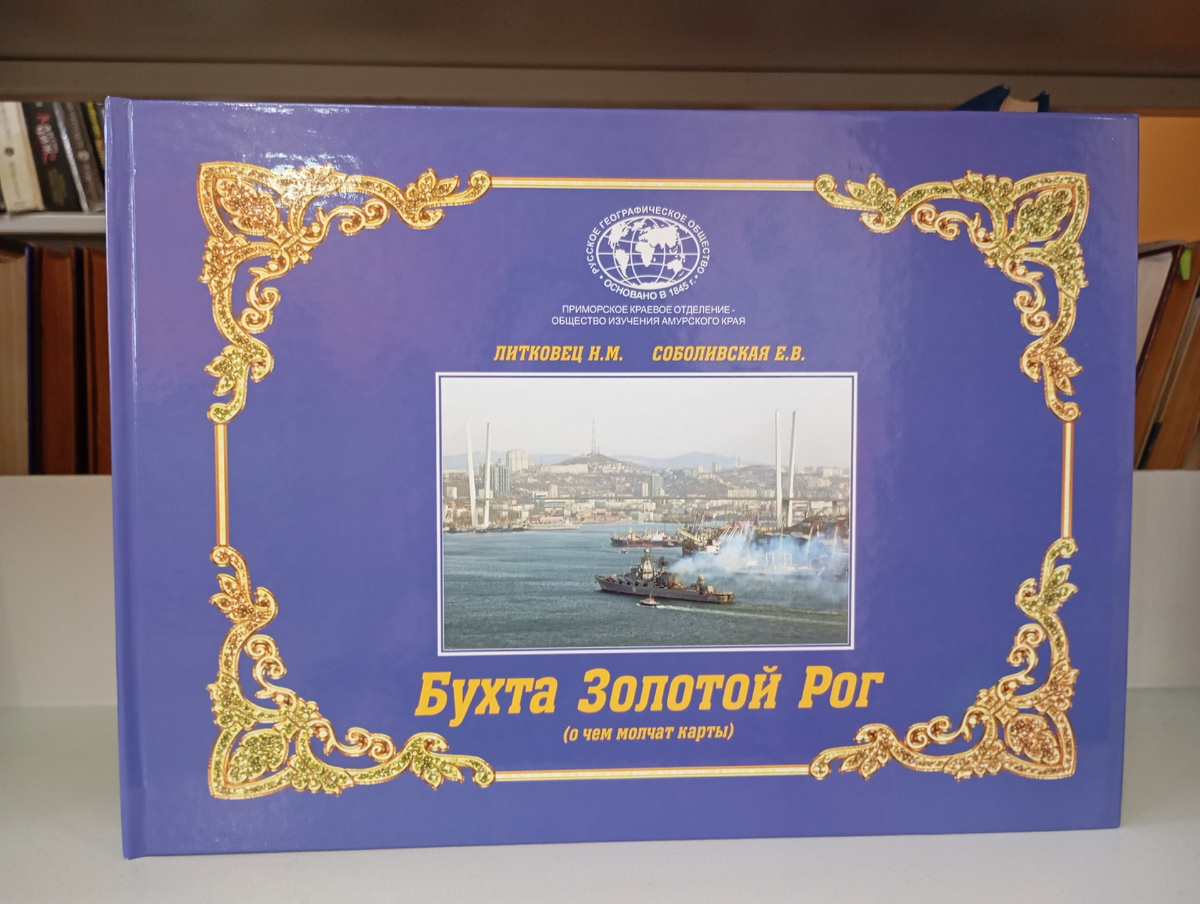 РУССКОЕ ГЕОГРАФИЧЕСКОЕ ОБЩЕСТВО
• ОСНОВАНО В 1845 г. •
ПРИМОРСКОЕ КРАЕВОЕ ОТДЕЛЕНИЕ -
ОБЩЕСТВО ИЗУЧЕНИЯ АМУРСКОГО КРАЯ
ЛИТКОВЕЦ Н.М. СОБОЛИВСКАЯ Е.В.
Бухта Золотой Рог
(о чем молчат карты)